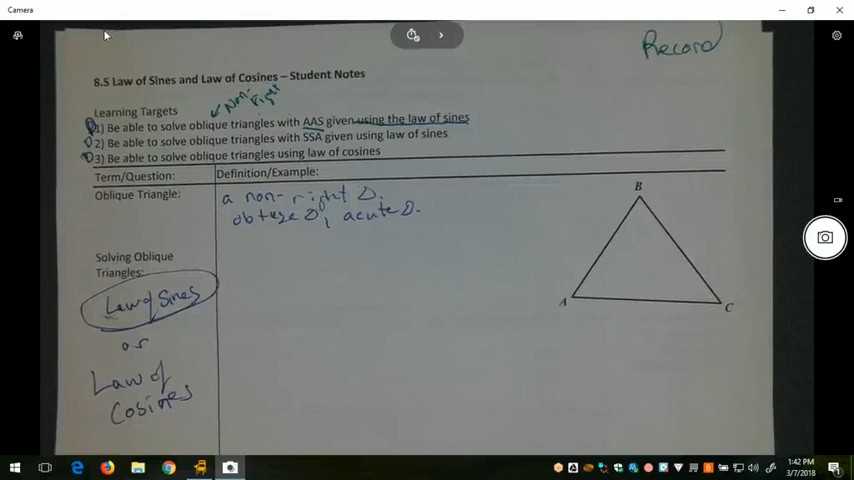 Camera
Record
8.5 Law of Sines and Law of Cosines – Student Notes
Non-
Right
Learning Targets
1) Be able to solve oblique triangles with AAS given using the law of sines
2) Be able to solve oblique triangles with SSA given using law of sines
3) Be able to solve oblique triangles using law of cosines
Term/Question: Definition/Example:
Oblique Triangle: a non-right △.
obtuse △, acute △.
B
Solving Oblique
Triangles:
Law of Sines
A C
or
Law of
Cosines
1:42 PM
3/7/2018